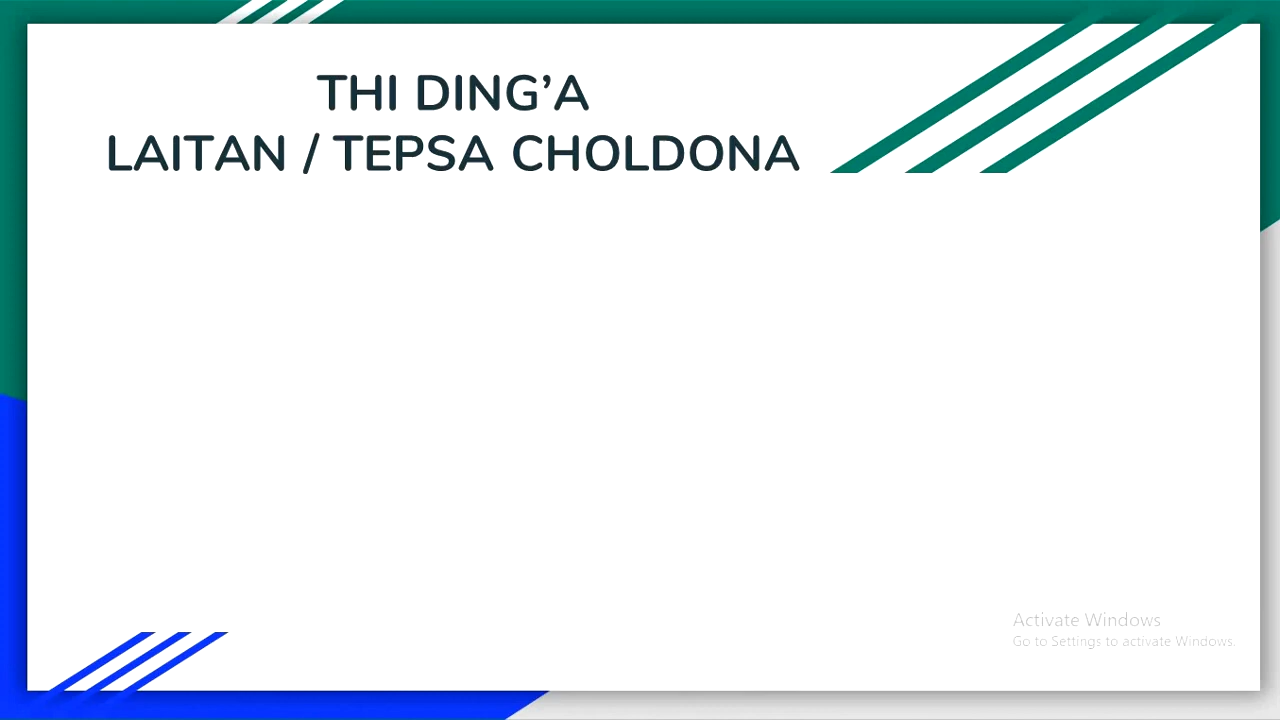 THI DING’A
LAITAN / TEPSA CHOLDONA
Activate Windows
Go to Settings to activate Windows.